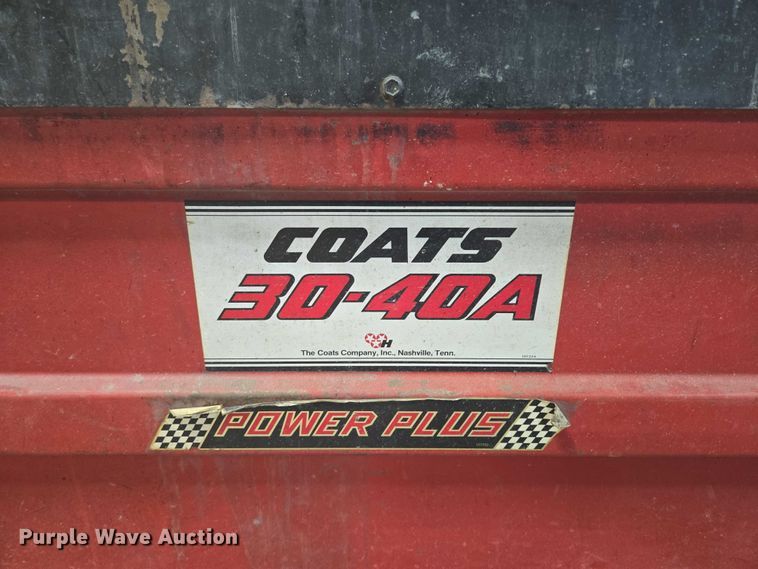 COATS
30-40A
H
The Coats Company, Inc., Nashville, Tenn.
POWER PLUS
Purple Wave Auction